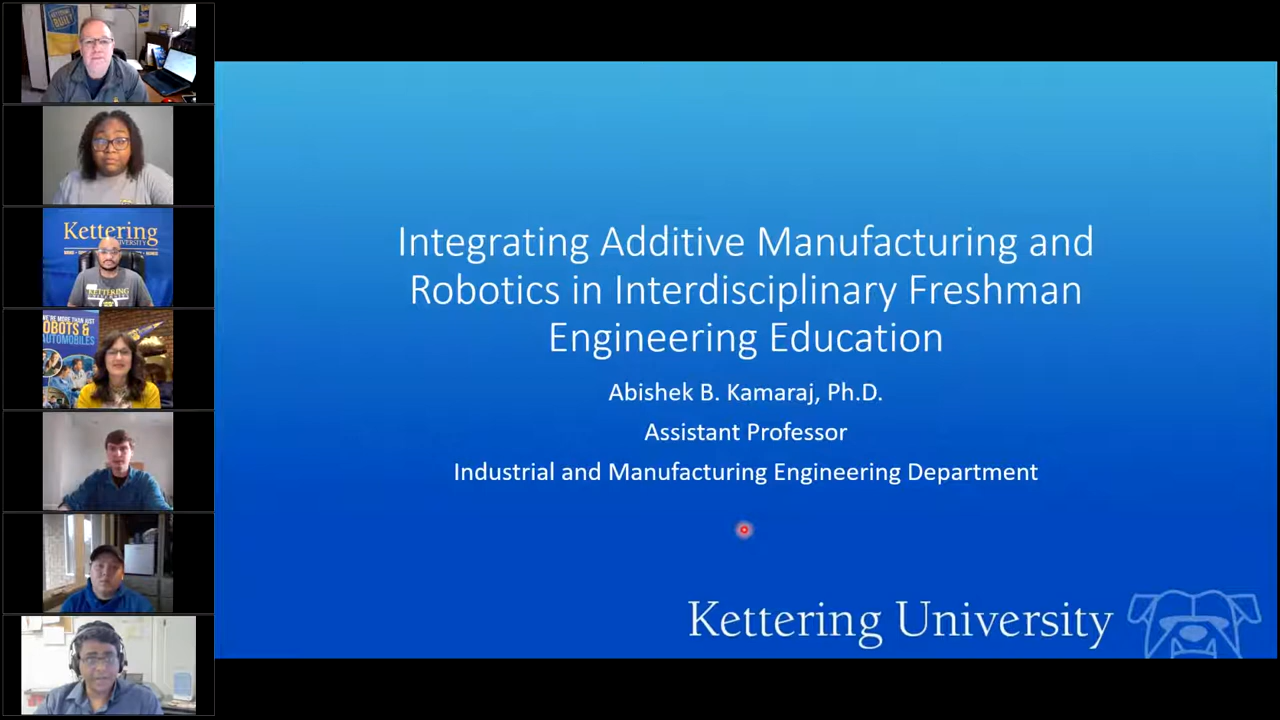 BUILT
Kettering
UNIVERSITY
KETTERING
WE'RE MORE THAN JUST
ROBOTS &
AUTOMOBILES
Integrating Additive Manufacturing and
Robotics in Interdisciplinary Freshman
Engineering Education
Abishek B. Kamaraj, Ph.D.
Assistant Professor
Industrial and Manufacturing Engineering Department
Kettering University